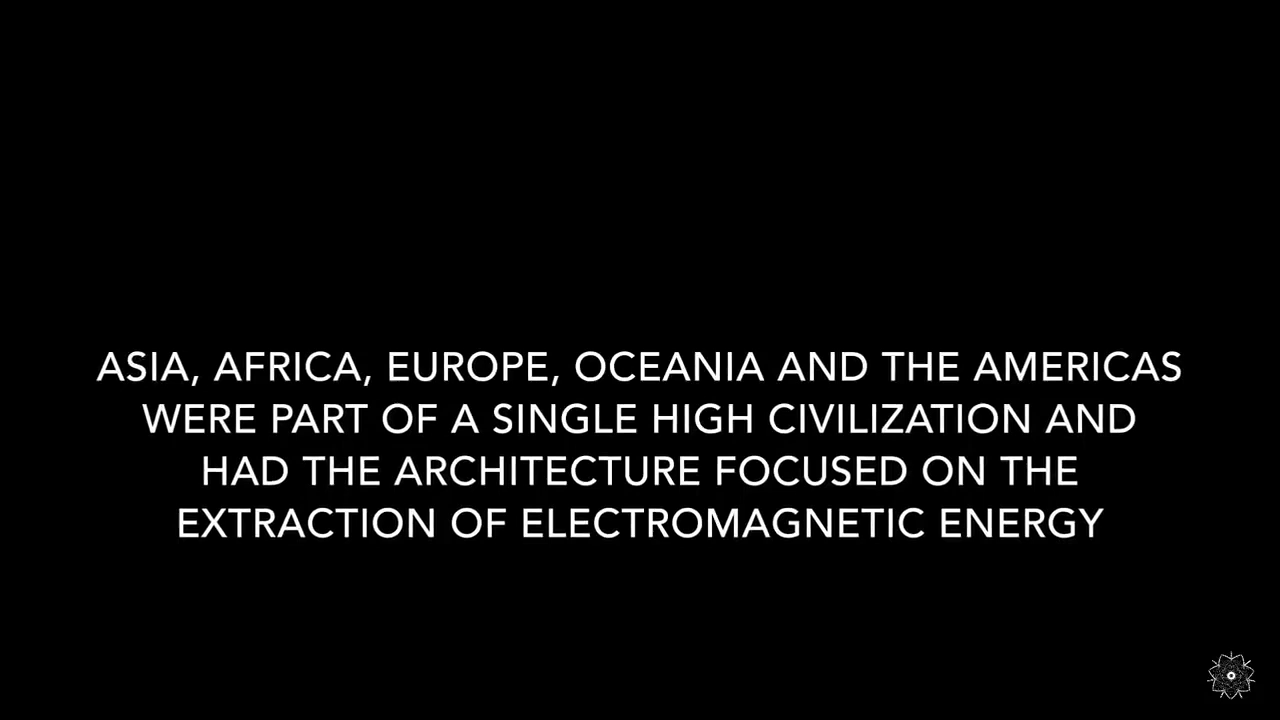 ASIA, AFRICA, EUROPE, OCEANIA AND THE AMERICAS
WERE PART OF A SINGLE HIGH CIVILIZATION AND
HAD THE ARCHITECTURE FOCUSED ON THE
EXTRACTION OF ELECTROMAGNETIC ENERGY